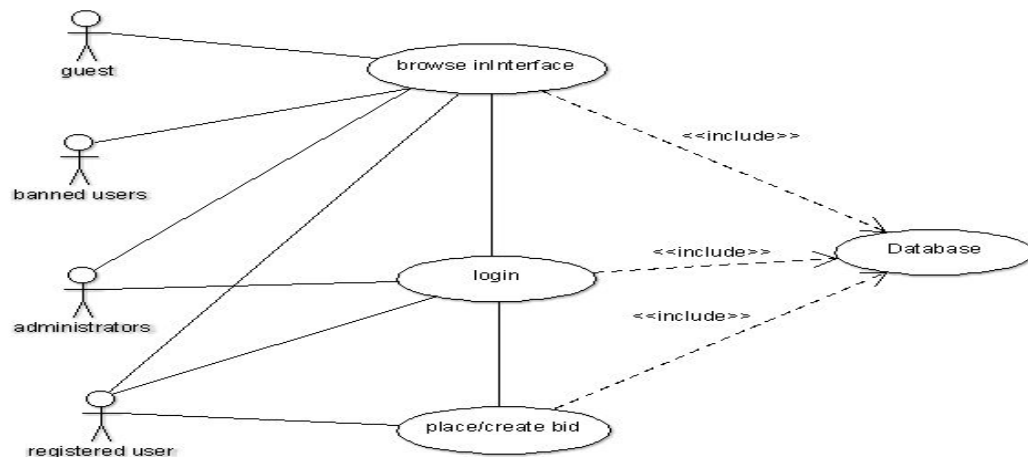 guest
browse inInterface
<<include>>
banned users
Database
<<include>>
login
administrators
<<include>>
place/create bid
registered user